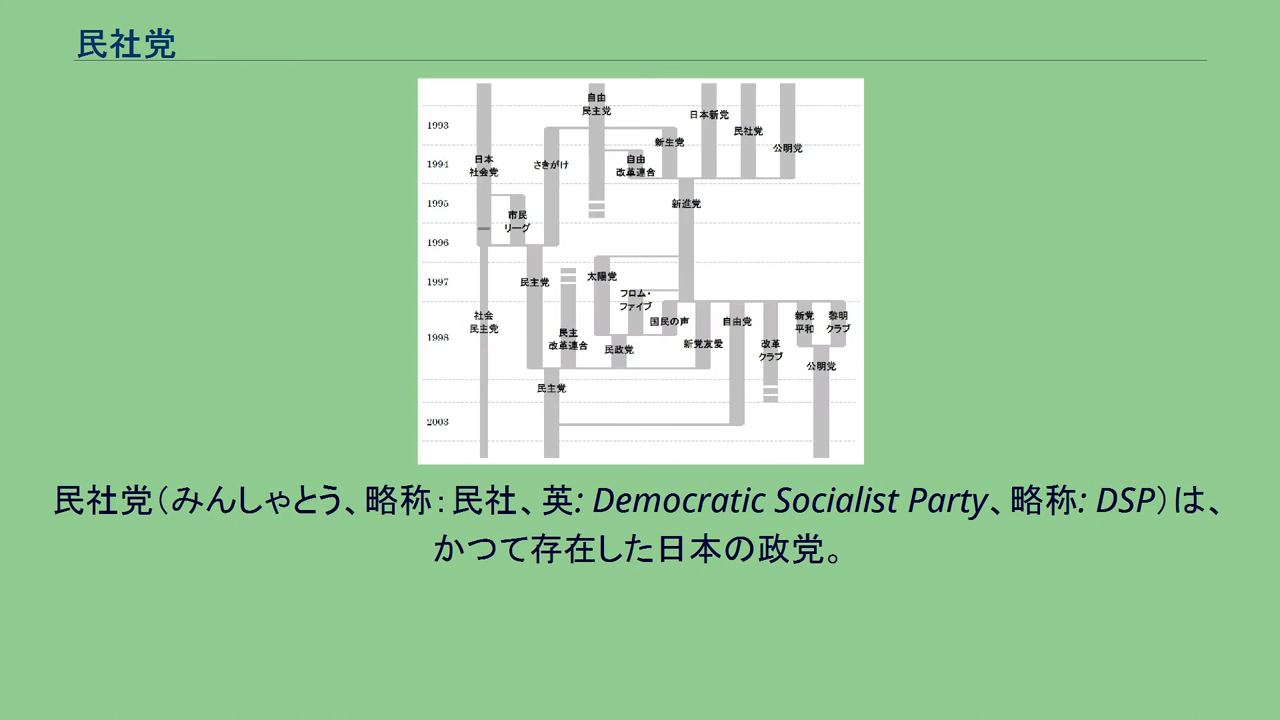 民社党
自由
民主党
日本新党
1993
民社党
新生党
公明党
日本
社会党
さきがけ
自由
改革連合
1994
新進党
1995
市民
リーグ
1996
民主党
太陽党
1997
フロム・
ファイブ
社会
民主党
国民の声
自由党
新党
平和
黎明
クラブ
民主
改革連合
1998
新党友愛
改革
クラブ
民政党
公明党
民主党
2003
民社党（みんしゃとう、略称：民社、英: Democratic Socialist Party、略称: DSP）は、
かつて存在した日本の政党。